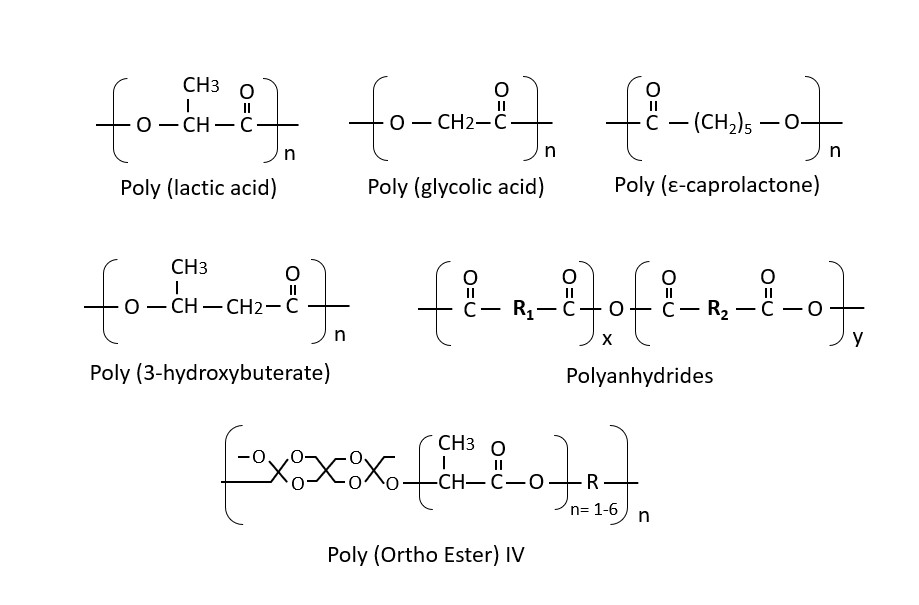 CH3 O
O CH C n
Poly (lactic acid)
O
O CH2 C n
Poly (glycolic acid)
O
C (CH2)5 O n
Poly (ε-caprolactone)
CH3 O
O CH CH2 C n
Poly (3-hydroxybuterate)
O O O O
C R1 C x O C R2 C O y
Polyanhydrides
CH3 O
O O O
O O O CH C O n= 1-6 R n
Poly (Ortho Ester) IV